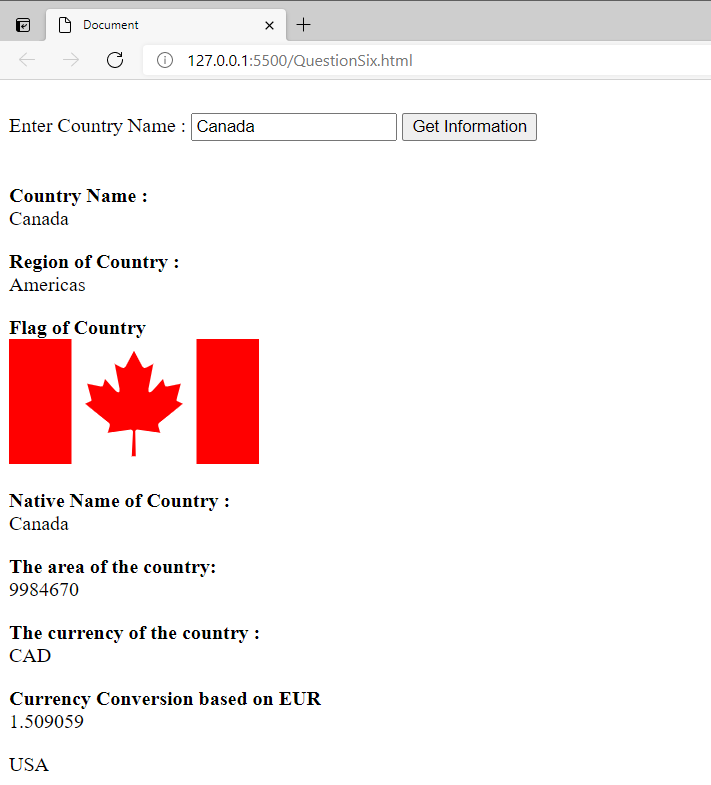 Document
127.0.0.1:5500/QuestionSix.html
Enter Country Name : Canada Get Information
Country Name :
Canada
Region of Country :
Americas
Flag of Country
Native Name of Country :
Canada
The area of the country:
9984670
The currency of the country :
CAD
Currency Conversion based on EUR
1.509059
USA